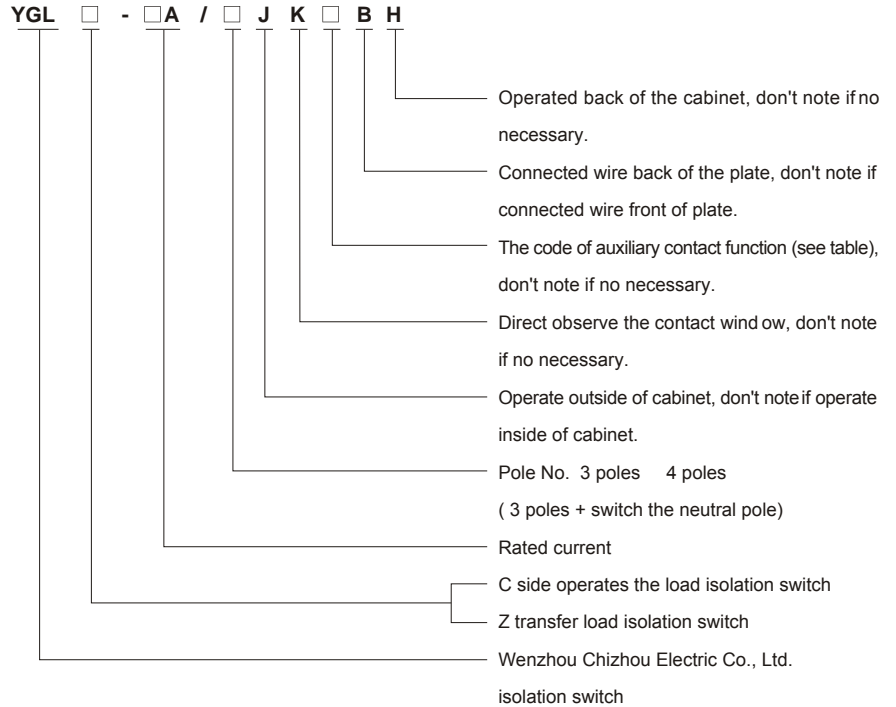 YGL □ - □A / □ J K □ B H
Operated back of the cabinet, don't note if no
necessary.
Connected wire back of the plate, don't note if
connected wire front of plate.
The code of auxiliary contact function (see table),
don't note if no necessary.
Direct observe the contact wind ow, don't note
if no necessary.
Operate outside of cabinet, don't note if operate
inside of cabinet.
Pole No. 3 poles 4 poles
( 3 poles + switch the neutral pole)
Rated current
C side operates the load isolation switch
Z transfer load isolation switch
Wenzhou Chizhou Electric Co., Ltd.
isolation switch